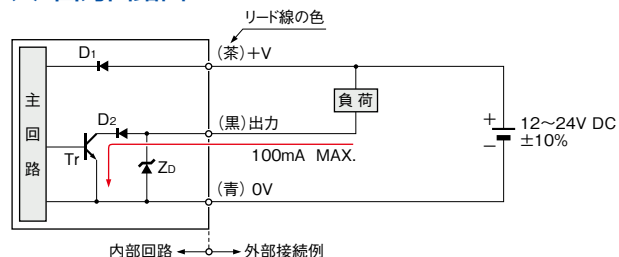 リード線の色
D1
(茶)+V
主回路
D2
負荷
(黒)出力
Tr
ZD
100mA MAX.
+
−
12～24V DC
±10%
(青) 0V
内部回路
外部接続例